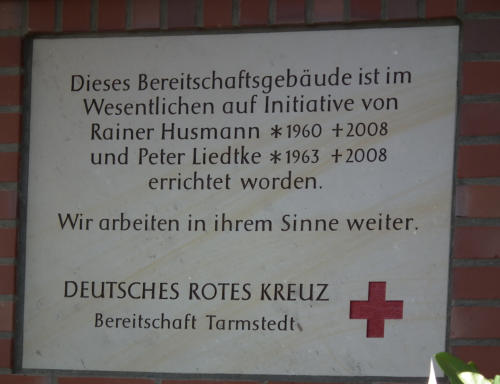 Dieses Bereitschaftsgebäude ist im
Wesentlichen auf Initiative von
Rainer Husmann *1960 +2008
und Peter Liedtke *1963 +2008
errichtet worden.
Wir arbeiten in ihrem Sinne weiter.
DEUTSCHES ROTES KREUZ
Bereitschaft Tarmstedt